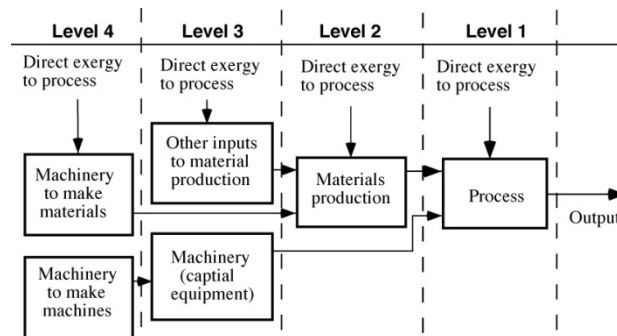 Level 4
Level 3
Level 2
Level 1
Direct exergy
to process
Direct exergy
to process
Direct exergy
to process
Direct exergy
to process
Machinery
to make
materials
Other inputs
to material
production
Materials
production
Process
Output
Machinery
to make
machines
Machinery
(captial
equipment)